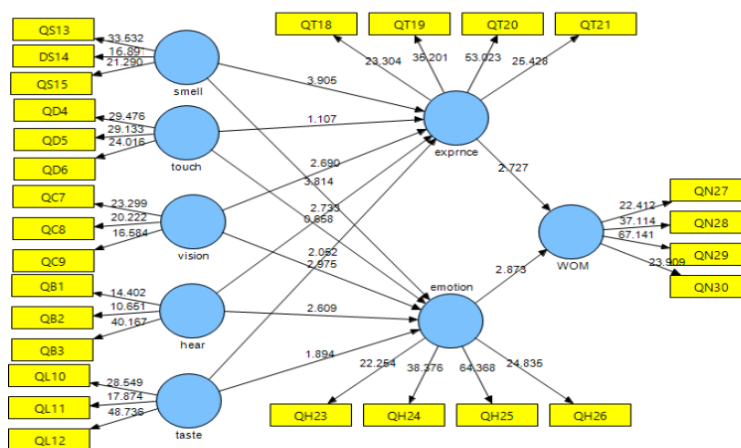 QS13
DS14
QS15
33.532
16.891
21.290
smell
QD4
QD5
QD6
29.476
29.133
24.016
touch
QC7
QC8
QC9
23.299
20.222
16.584
vision
QB1
QB2
QB3
14.402
10.651
40.167
hear
QL10
QL11
QL12
28.549
17.874
48.736
taste
3.905
1.107
2.690
3.814
2.733
0.658
2.052
2.975
2.609
1.894
QT18
QT19
QT20
QT21
23.304
35.201
53.023
25.428
exprnce
2.727
emotion
2.873
22.254
38.376
64.368
24.835
QH23
QH24
QH25
QH26
WOM
22.412
37.114
67.141
23.909
QN27
QN28
QN29
QN30